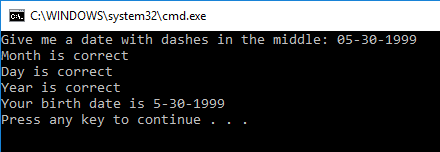 C:\WINDOWS\system32\cmd.exe
Give me a date with dashes in the middle: 05-30-1999
Month is correct
Day is correct
Year is correct
Your birth date is 5-30-1999
Press any key to continue . . .